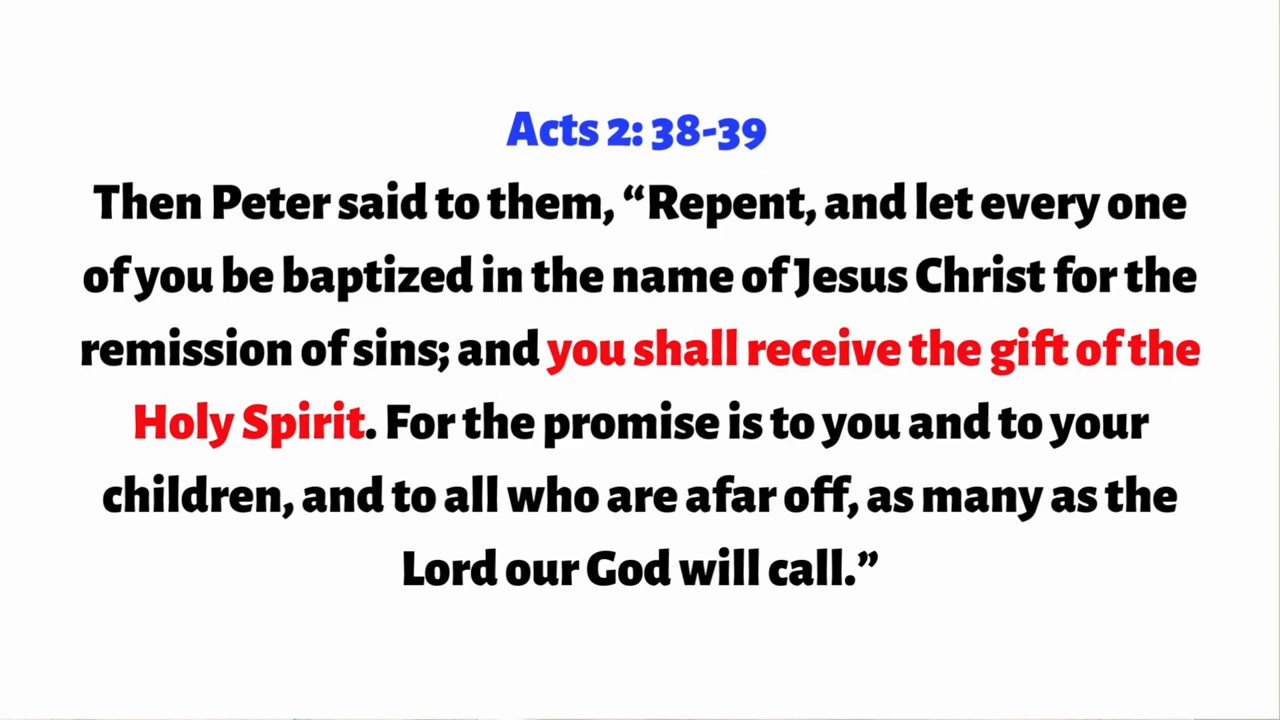 Acts 2: 38-39
Then Peter said to them, “Repent, and let every one
of you be baptized in the name of Jesus Christ for the
remission of sins; and you shall receive the gift of the
Holy Spirit. For the promise is to you and to your
children, and to all who are afar off, as many as the
Lord our God will call.”